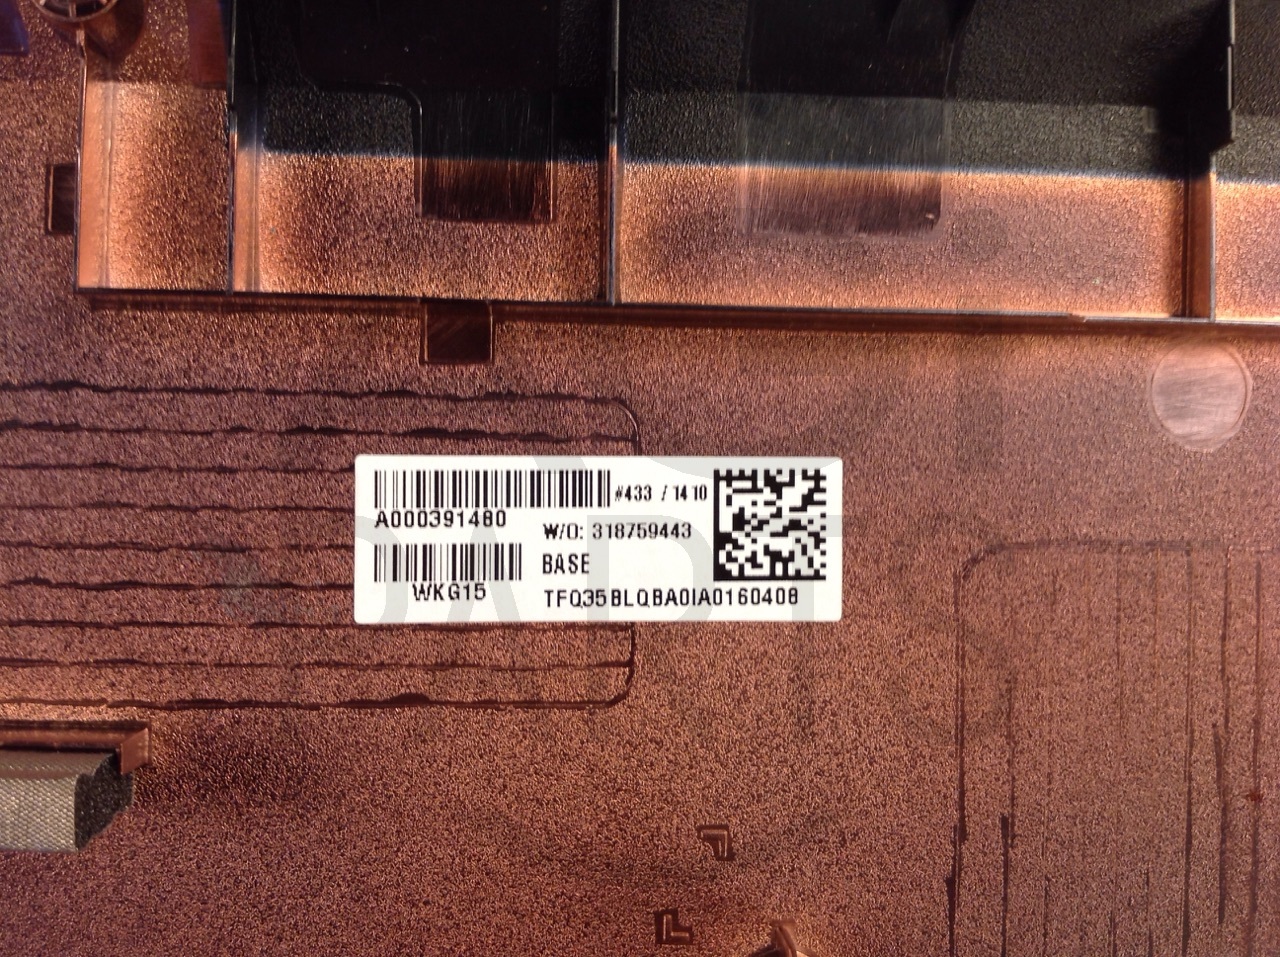 #433 / 1410
A000391480
W/O: 318759443
BASE
WKG15
TFQ35BLQBA0IA0160408